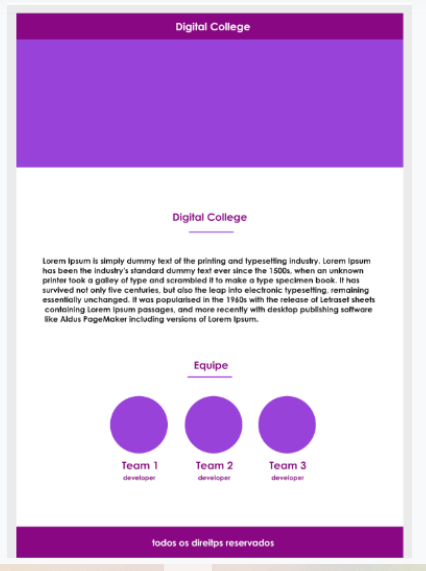 Digital College
Digital College
Lorem Ipsum is simply dummy text of the printing and typesetting industry. Lorem Ipsum
has been the industry's standard dummy text ever since the 1500s, when an unknown
printer took a galley of type and scrambled it to make a type specimen book. It has
survived not only five centuries, but also the leap into electronic typesetting, remaining
essentially unchanged. It was popularised in the 1960s with the release of Letraset sheets
containing Lorem Ipsum passages, and more recently with desktop publishing software
like Aldus PageMaker including versions of Lorem Ipsum.
Equipe
Team 1
Team 2
Team 3
developer
developer
developer
todos os direitps reservados